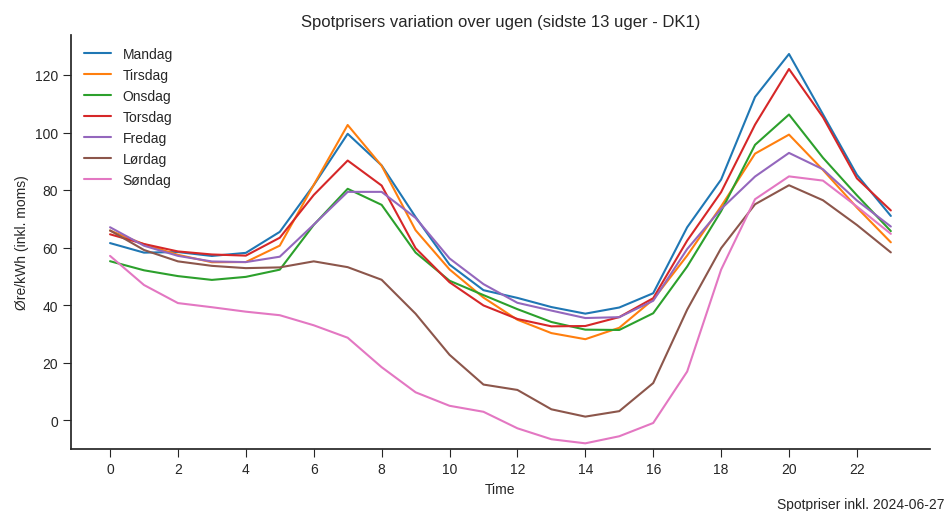 Spotprisers variation over ugen (sidste 13 uger - DK1)
Mandag
Tirsdag
Onsdag
Torsdag
Fredag
Lørdag
Søndag
Øre/kWh (inkl. moms)
120
100
80
60
40
20
0
0 2 4 6 8 10 12 14 16 18 20 22
Time
Spotpriser inkl. 2024-06-27